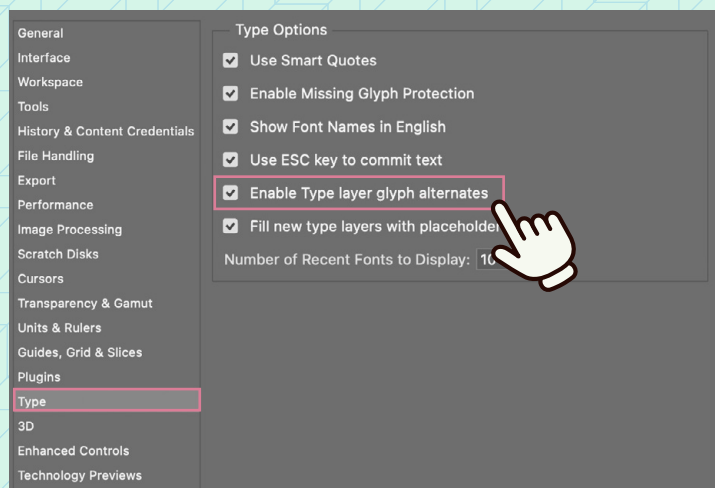 General
Interface
Workspace
Tools
History & Content Credentials
File Handling
Export
Performance
Image Processing
Scratch Disks
Cursors
Transparency & Gamut
Units & Rulers
Guides, Grid & Slices
Plugins
Type
3D
Enhanced Controls
Technology Previews
Type Options
Use Smart Quotes
Enable Missing Glyph Protection
Show Font Names in English
Use ESC key to commit text
Enable Type layer glyph alternates
Fill new type layers with placeholder
Number of Recent Fonts to Display: 10